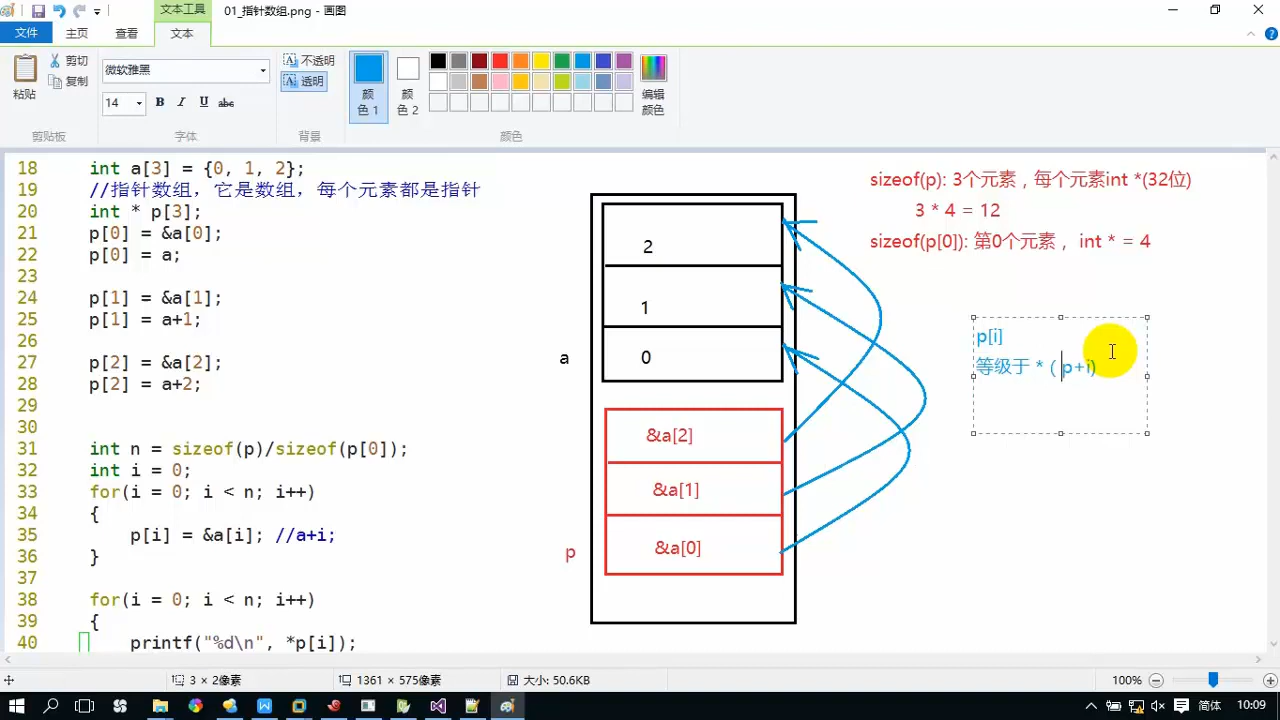 文本工具
01_指针数组.png - 画图
文件
主页
查看
文本
粘贴
剪切
复制
剪贴板
微软雅黑
14
B I U abc
字体
不透明
透明
背景
颜色 1
颜色 2
编辑颜色
颜色
18 int a[3] = {0, 1, 2};
19 //指针数组，它是数组，每个元素都是指针
20 int * p[3];
21 p[0] = &a[0];
22 p[0] = a;
23
24 p[1] = &a[1];
25 p[1] = a+1;
26
27 p[2] = &a[2];
28 p[2] = a+2;
29
30
31 int n = sizeof(p)/sizeof(p[0]);
32 int i = 0;
33 for(i = 0; i < n; i++)
34 {
35 p[i] = &a[i]; //a+i;
36 }
37
38 for(i = 0; i < n; i++)
39 {
40 printf("%d\n", *p[i]);
2
1
a
0
&a[2]
&a[1]
p
&a[0]
sizeof(p): 3个元素，每个元素int *(32位)
3 * 4 = 12
sizeof(p[0]): 第0个元素， int * = 4
p[i]
等级于 * ( p+i)
3 × 2像素
1361 × 575像素
大小: 50.6KB
100%
简体
10:09